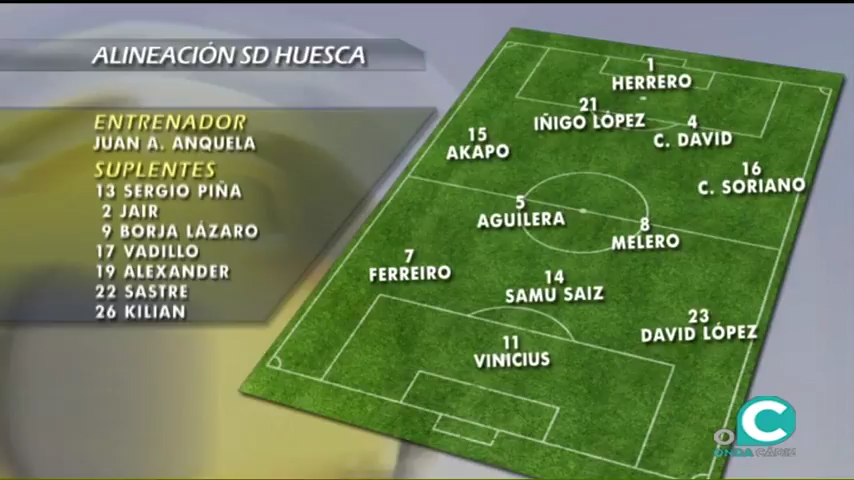 ALINEACIÓN SD HUESCA
ENTRENADOR
JUAN A. ANQUELA
SUPLENTES
13 SERGIO PIÑA
2 JAIR
9 BORJA LÁZARO
17 VADILLO
19 ALEXANDER
22 SASTRE
26 KILIAN
1
HERRERO
21
IÑIGO LÓPEZ
4
C. DAVID
15
AKAPO
16
C. SORIANO
5
AGUILERA
8
MELERO
7
FERREIRO
14
SAMU SAIZ
23
DAVID LÓPEZ
11
VINICIUS
O C
ONDA CÁDIZ